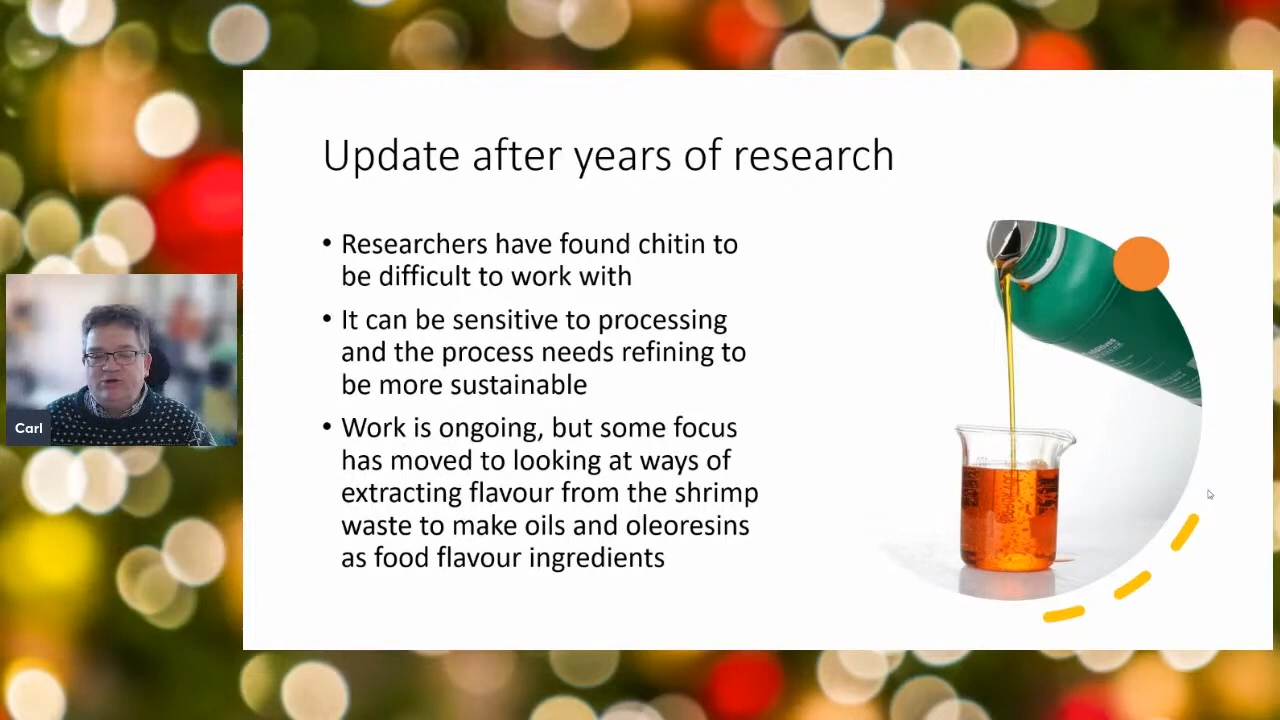 Update after years of research
• Researchers have found chitin to
be difficult to work with
• It can be sensitive to processing
and the process needs refining to
be more sustainable
• Work is ongoing, but some focus
has moved to looking at ways of
extracting flavour from the shrimp
waste to make oils and oleoresins
as food flavour ingredients
Carl